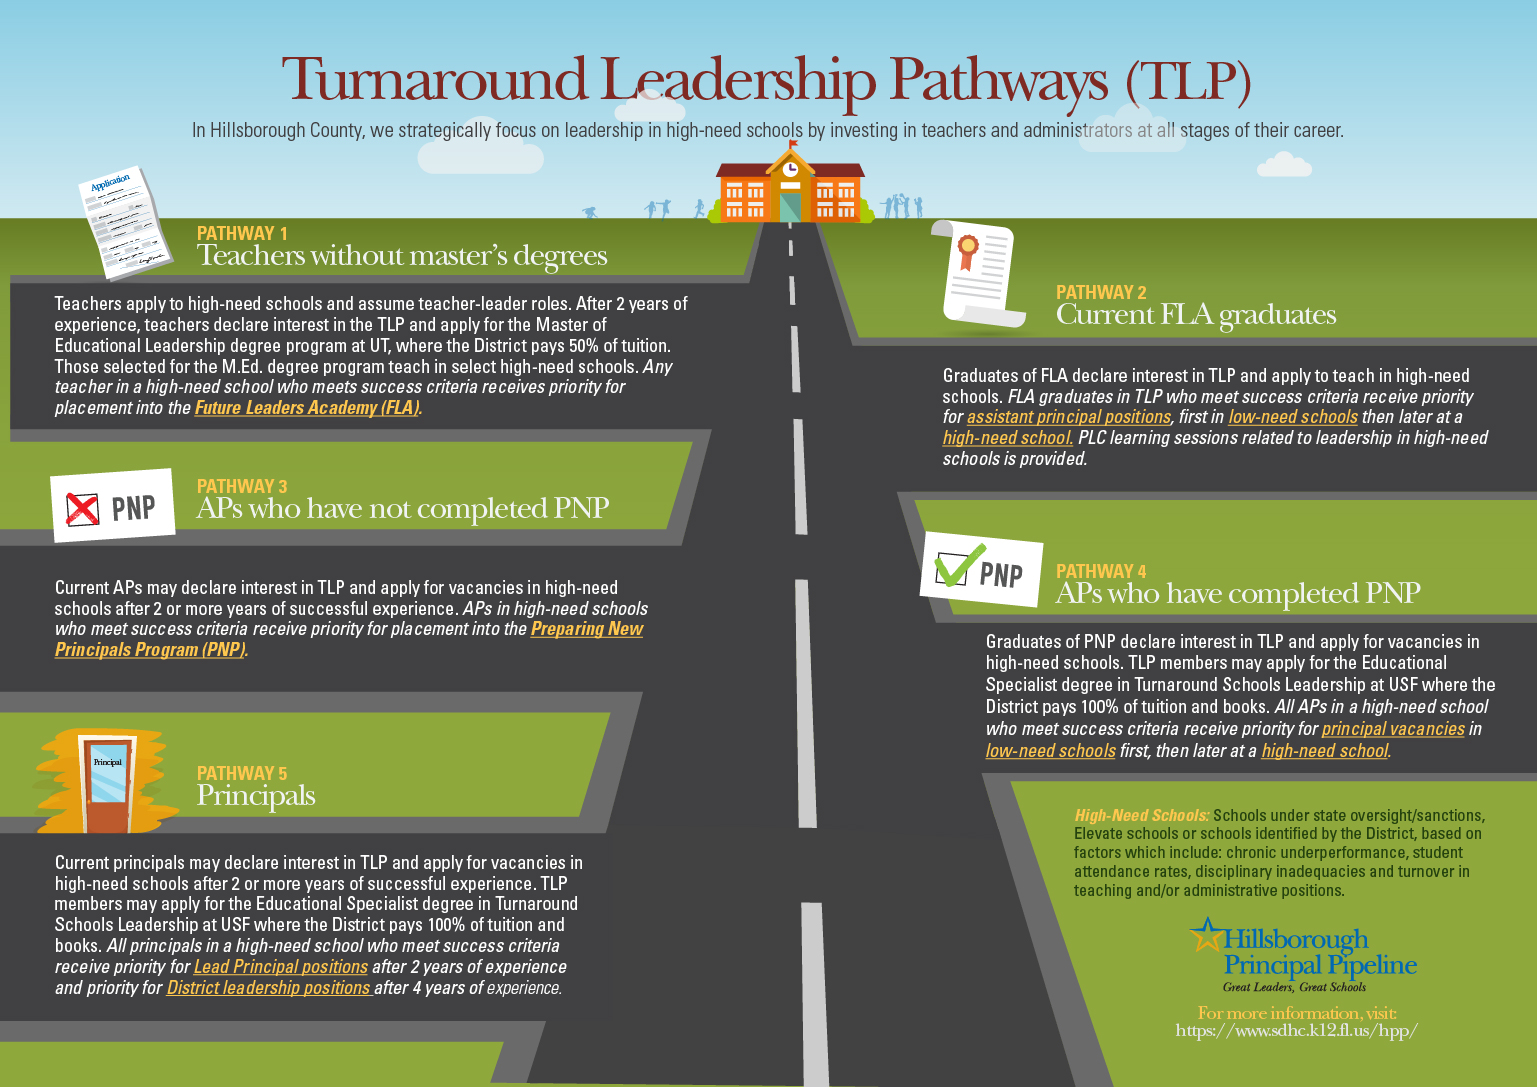 Turnaround Leadership Pathways (TLP)
In Hillsborough County, we strategically focus on leadership in high-need schools by investing in teachers and administrators at all stages of their career.
Application
PATHWAY 1
Teachers without master's degrees
Teachers apply to high-need schools and assume teacher-leader roles. After 2 years of
experience, teachers declare interest in the TLP and apply for the Master of
Educational Leadership degree program at UT, where the District pays 50% of tuition.
Those selected for the M.Ed. degree program teach in select high-need schools. Any
teacher in a high-need school who meets success criteria receives priority for
placement into the Future Leaders Academy (FLA).
PATHWAY 2
Current FLA graduates
Graduates of FLA declare interest in TLP and apply to teach in high-need
schools. FLA graduates in TLP who meet success criteria receive priority
for assistant principal positions, first in low-need schools then later at a
high-need school. PLC learning sessions related to leadership in high-need
schools is provided.
PNP
PATHWAY 3
APs who have not completed PNP
Current APs may declare interest in TLP and apply for vacancies in high-need
schools after 2 or more years of successful experience. APs in high-need schools
who meet success criteria receive priority for placement into the Preparing New
Principals Program (PNP).
PNP
PATHWAY 4
APs who have completed PNP
Graduates of PNP declare interest in TLP and apply for vacancies in
high-need schools. TLP members may apply for the Educational
Specialist degree in Turnaround Schools Leadership at USF where the
District pays 100% of tuition and books. All APs in a high-need school
who meet success criteria receive priority for principal vacancies in
low-need schools first, then later at a high-need school.
Principal
PATHWAY 5
Principals
Current principals may declare interest in TLP and apply for vacancies in
high-need schools after 2 or more years of successful experience. TLP
members may apply for the Educational Specialist degree in Turnaround
Schools Leadership at USF where the District pays 100% of tuition and
books. All principals in a high-need school who meet success criteria
receive priority for Lead Principal positions after 2 years of experience
and priority for District leadership positions after 4 years of experience.
High-Need Schools: Schools under state oversight/sanctions,
Elevate schools or schools identified by the District, based on
factors which include: chronic underperformance, student
attendance rates, disciplinary inadequacies and turnover in
teaching and/or administrative positions.
Hillsborough
Principal Pipeline
Great Leaders, Great Schools
For more information, visit:
https://www.sdhc.k12.fl.us/hpp/